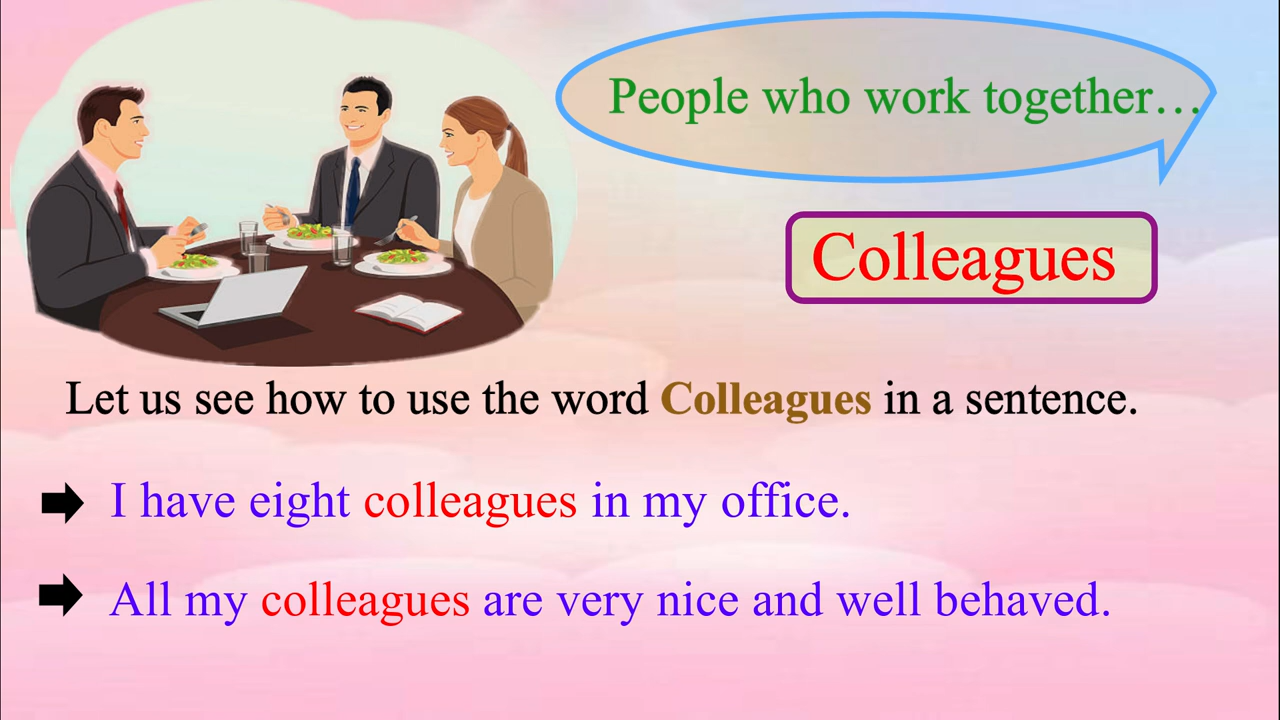 People who work together…
Colleagues
Let us see how to use the word Colleagues in a sentence.
I have eight colleagues in my office.
All my colleagues are very nice and well behaved.